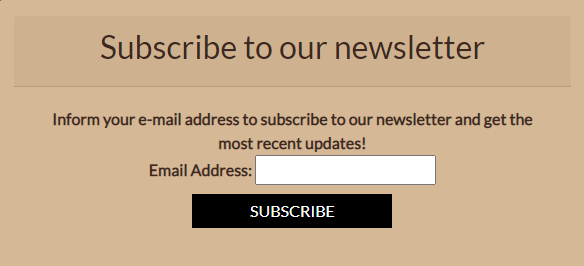 Subscribe to our newsletter
Inform your e-mail address to subscribe to our newsletter and get the
most recent updates!
Email Address:
SUBSCRIBE